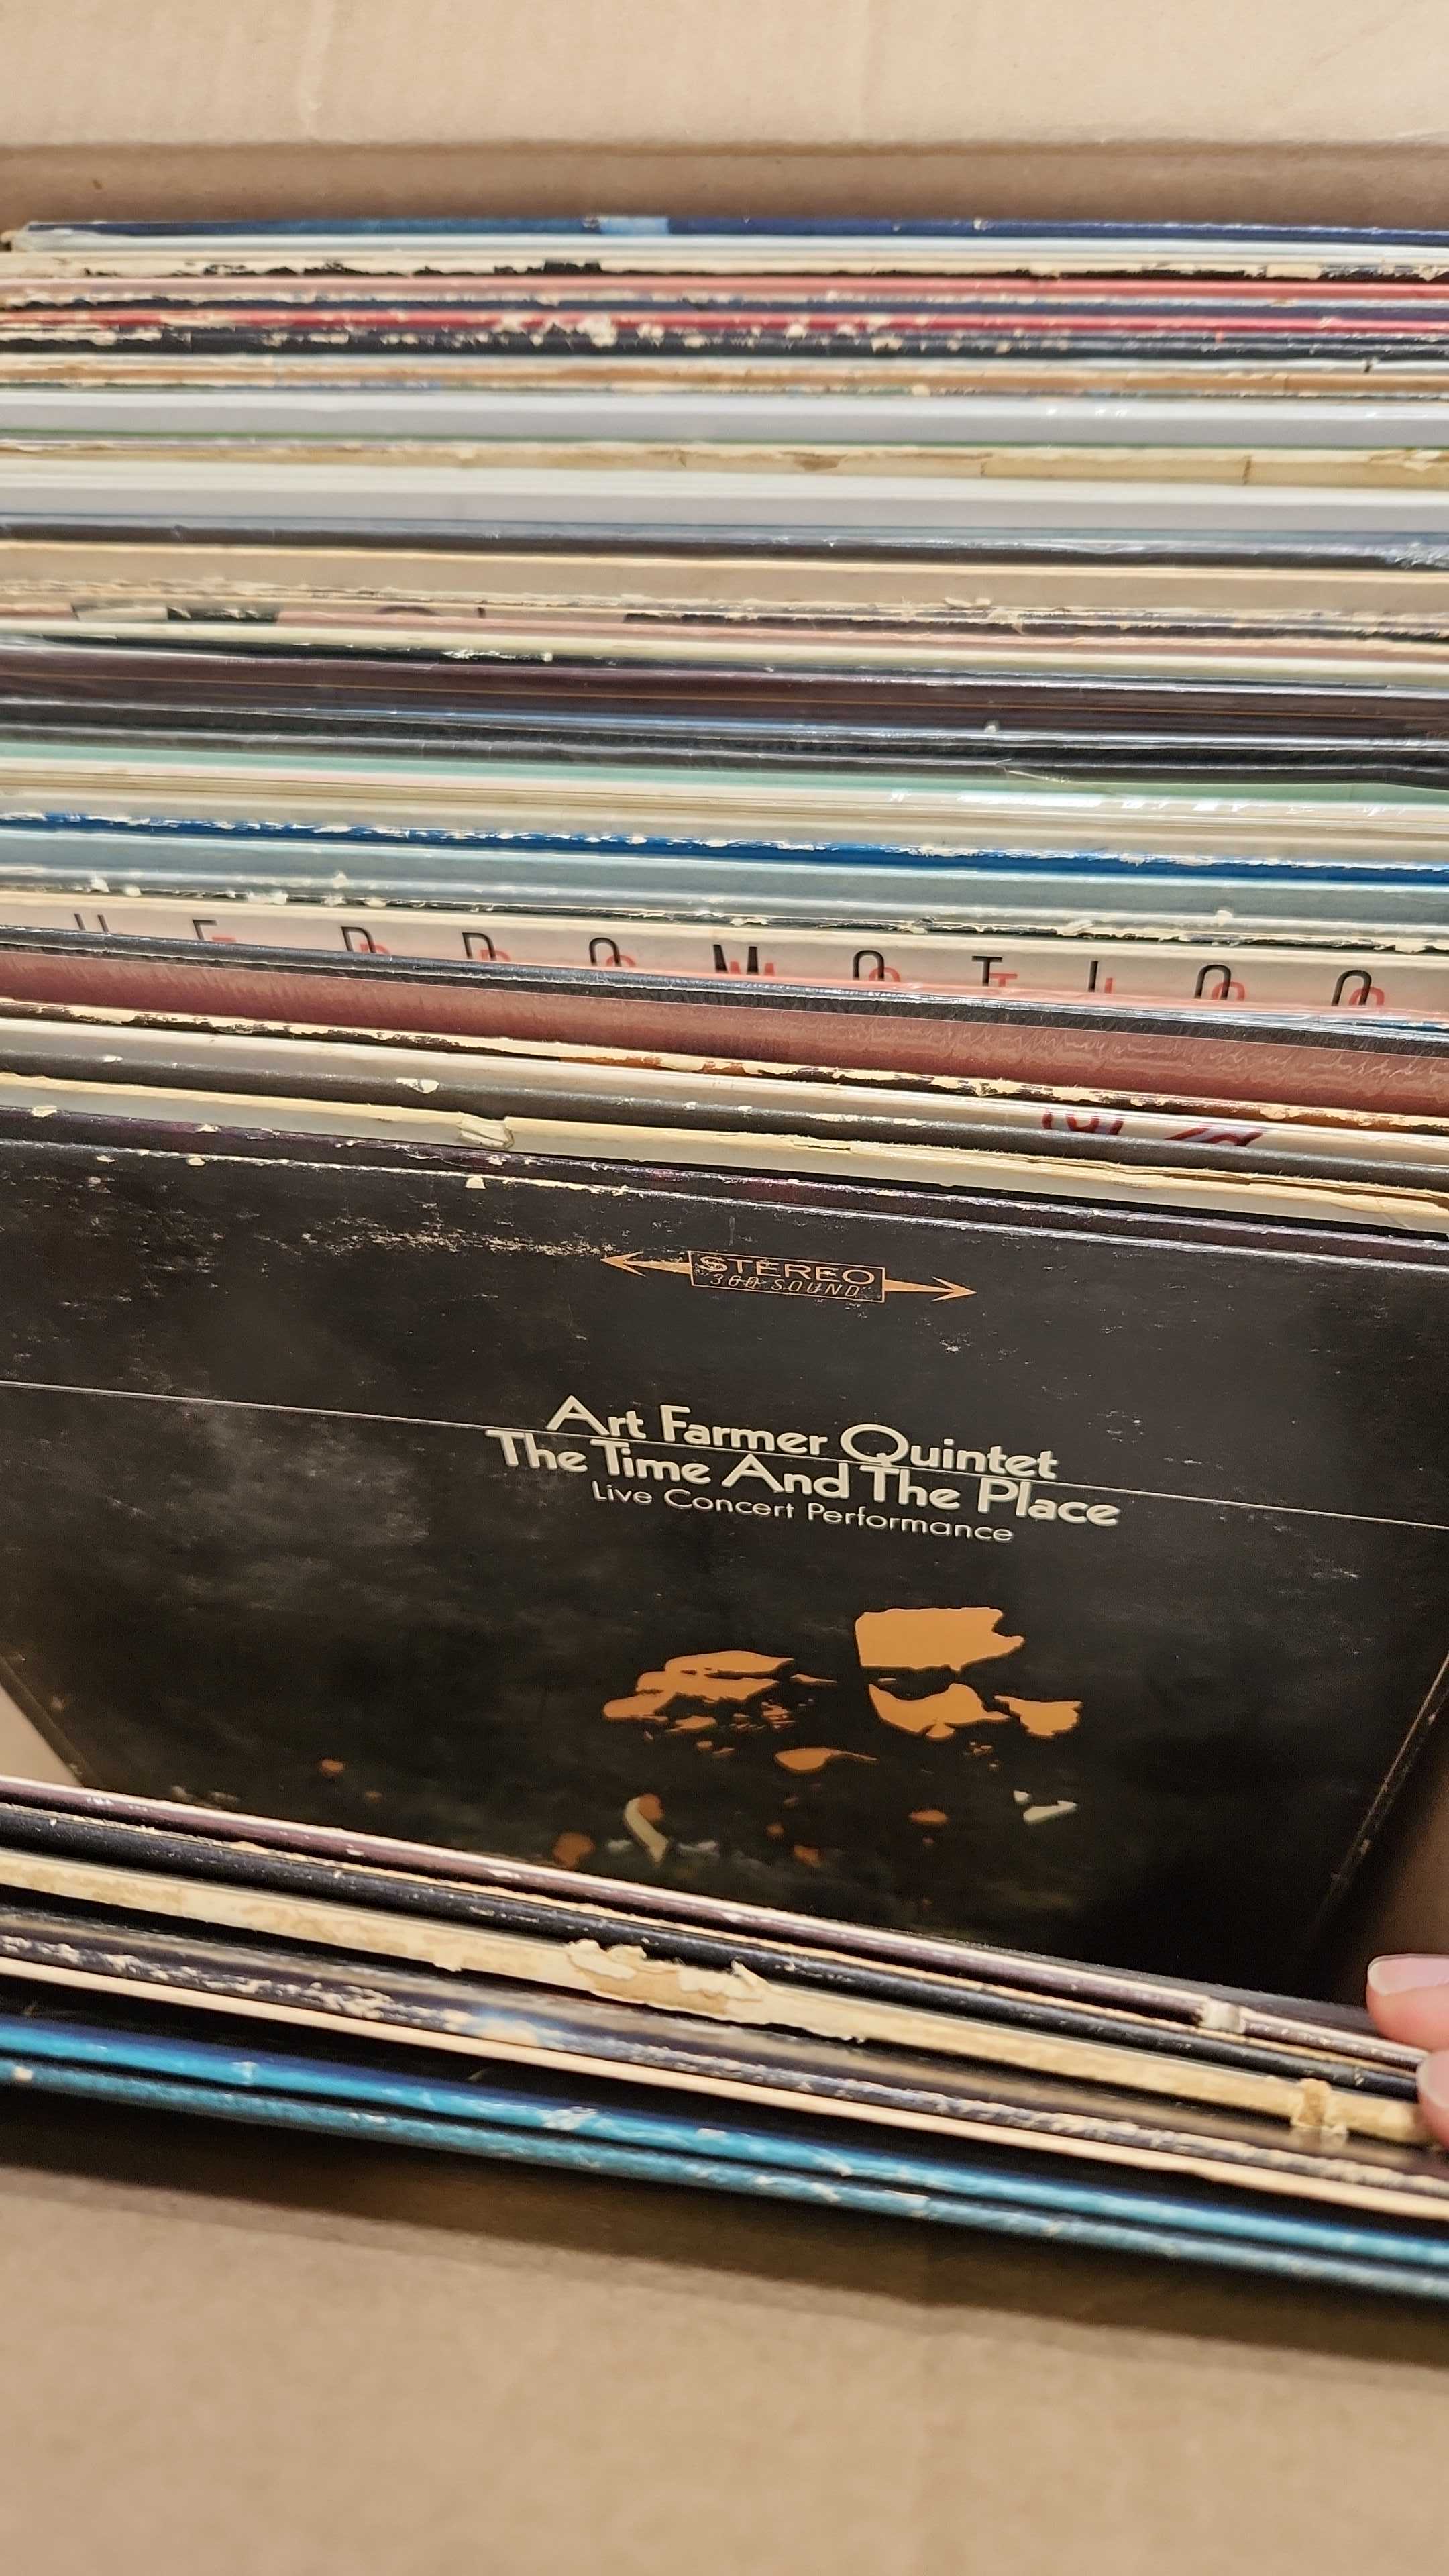 STEREO
360 SOUND
Art Farmer Quintet
The Time And The Place
Live Concert Performance